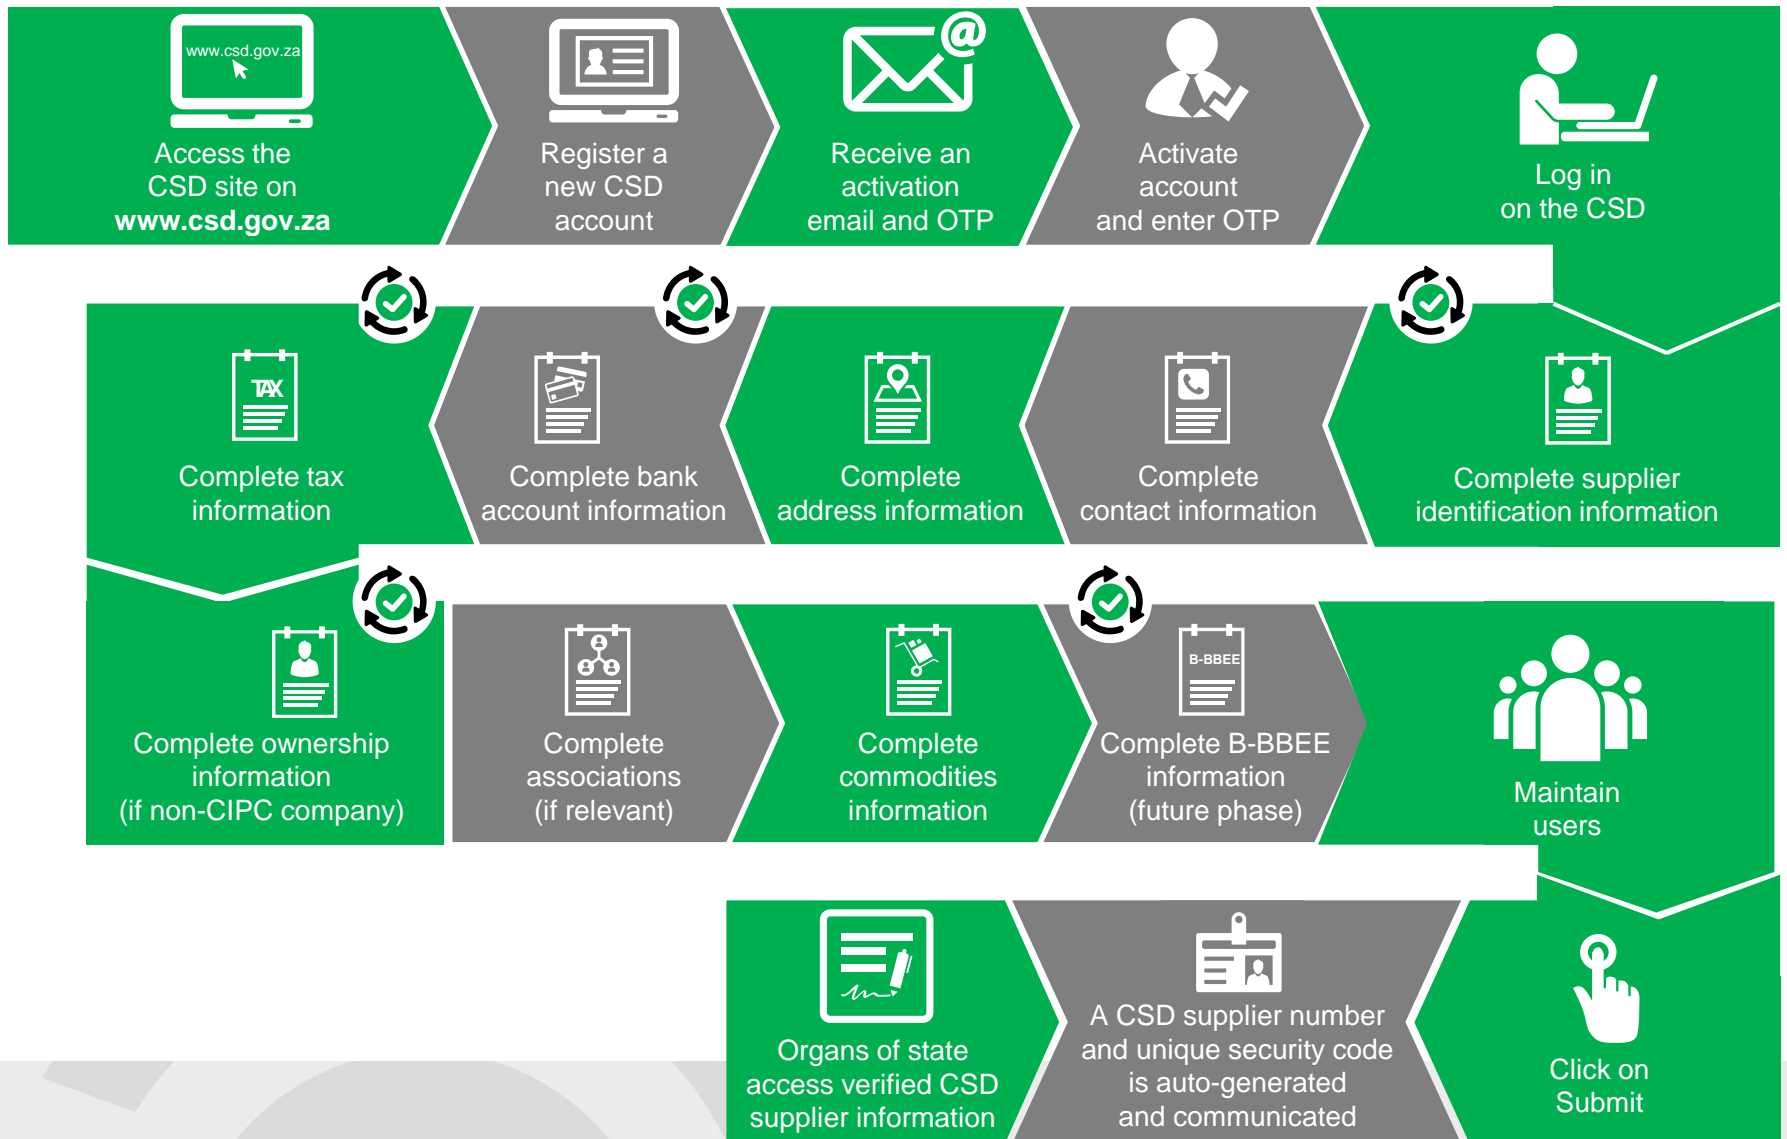 www.csd.gov.za
Access the
CSD site on
www.csd.gov.za
Register a
new CSD
account
@
Receive an
activation
email and OTP
Activate
account
and enter OTP
Log in
on the CSD
Complete supplier
identification information
Complete
contact information
Complete
address information
Complete bank
account information
TAX
Complete tax
information
Complete ownership
information
(if non-CIPC company)
Complete
associations
(if relevant)
Complete
commodities
information
B-BBEE
Complete B-BBEE
information
(future phase)
Maintain
users
Click on
Submit
A CSD supplier number
and unique security code
is auto-generated
and communicated
Organs of state
access verified CSD
supplier information